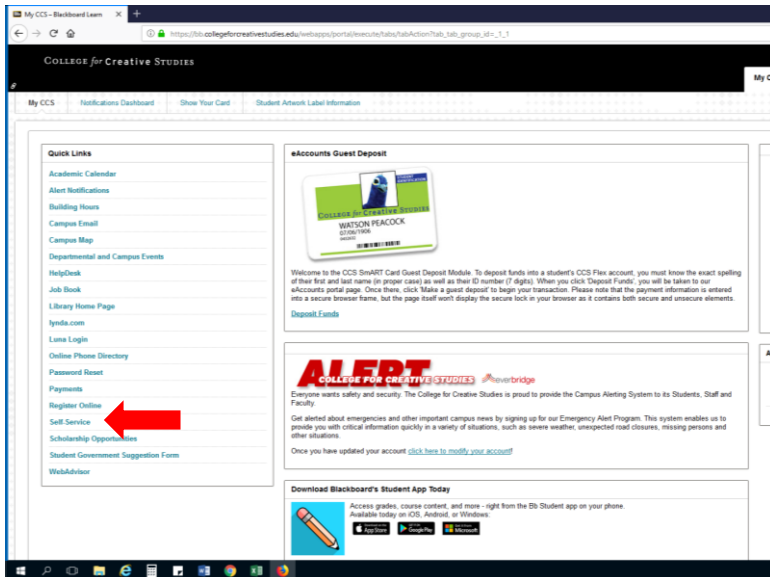 My CCS – Blackboard Learn
https://bb.collegeforcreativestudies.edu/webapps/portal/execute/tabs/tabAction?tab_tab_group_id=_1_1
COLLEGE for CREATIVE STUDIES
My C
My CCS Notifications Dashboard Show Your Card Student Artwork Label Information
Quick Links
Academic Calendar
Alert Notifications
Building Hours
Campus Email
Campus Map
Departmental and Campus Events
HelpDesk
Job Book
Library Home Page
lynda.com
Luna Login
Online Phone Directory
Password Reset
Payments
Register Online
Self-Service
Scholarship Opportunities
Student Government Suggestion Form
WebAdvisor
eAccounts Guest Deposit
COLLEGE for CREATIVE STUDIES
WATSON PEACOCK
07/06/1906
Welcome to the CCS SmART Card Guest Deposit Module. To deposit funds into a student's CCS Flex account, you must know the exact spelling
of their first and last name (in proper case) as well as their ID number (7 digits). When you click 'Deposit Funds', you will be taken to our
eAccounts portal page. Once there, click 'Make a guest deposit' to begin your transaction. Please note that the payment information is entered
into a secure browser frame, but the page itself won't display the secure lock in your browser as it contains both secure and unsecure elements.
Deposit Funds
ALERT
COLLEGE FOR CREATIVE STUDIES everbridge
Everyone wants safety and security. The College for Creative Studies is proud to provide the Campus Alerting System to its Students, Staff and
Faculty.
Get alerted about emergencies and other important campus news by signing up for our Emergency Alert Program. This system enables us to
provide you with critical information quickly in a variety of situations, such as severe weather, unexpected road closures, missing persons and
other situations.
Once you have updated your account click here to modify your account!
A
Download Blackboard's Student App Today
Access grades, course content, and more - right from the Bb Student app on your phone.
Available today on iOS, Android, or Windows:
App Store Google Play Microsoft